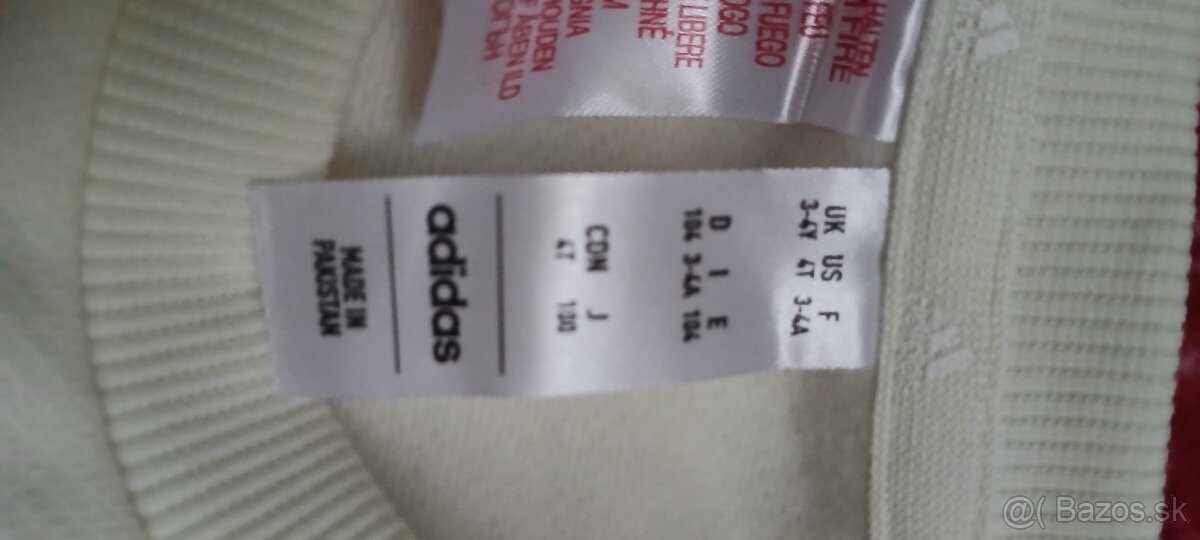 UK US F
3-4Y 4T 3-4A
D I E
104 3-4A 104
CDN J
4T 100
adidas
MADE IN
PAKISTAN
FUEGO
LIBERE
@( Bazos.sk